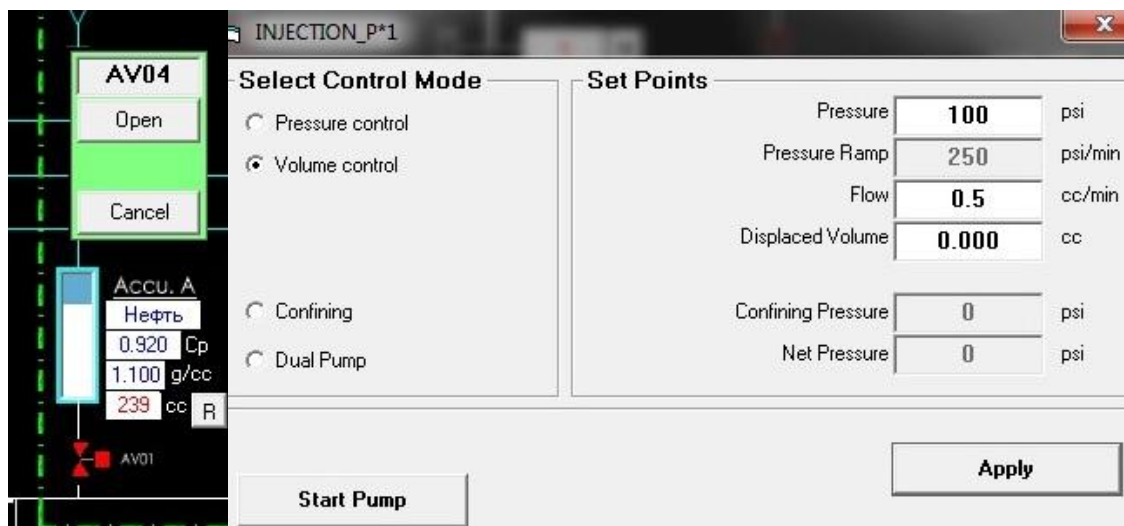 AV04
Open
Cancel
Accu. A
Нефть
0.920 Cp
1.100 g/cc
239 cc R
AV01
INJECTION_P*1
Select Control Mode
Pressure control
Volume control
Confining
Dual Pump
Set Points
Pressure 100 psi
Pressure Ramp 250 psi/min
Flow 0.5 cc/min
Displaced Volume 0.000 cc
Confining Pressure 0 psi
Net Pressure 0 psi
Start Pump
Apply